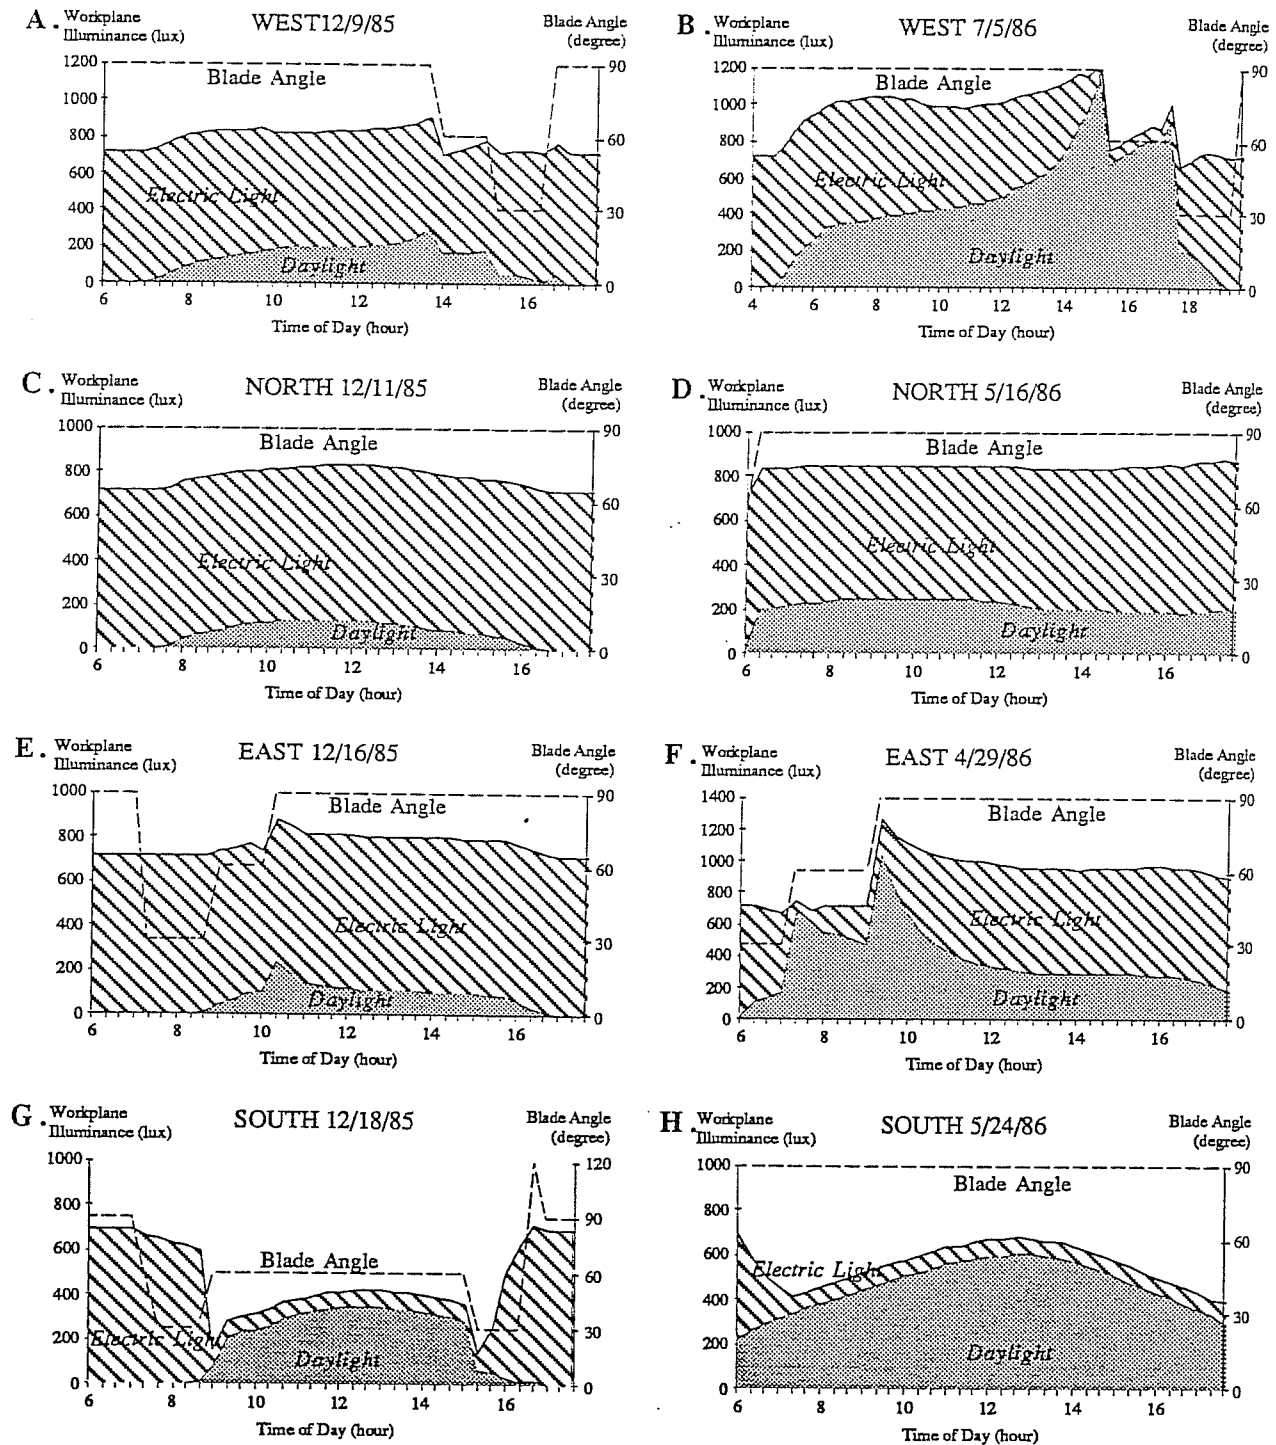 A. Workplane
Illuminance (lux)
WEST12/9/85
Blade Angle
(degree)
1200
1000
800
600
400
200
0
90
60
30
0
Blade Angle
Electric Light
Daylight
6 8 10 12 14 16
Time of Day (hour)
B. Workplane
Illuminance (lux)
WEST 7/5/86
Blade Angle
(degree)
1200
1000
800
600
400
200
0
90
60
30
0
Blade Angle
Electric Light
Daylight
4 6 8 10 12 14 16 18
Time of Day (hour)
C. Workplane
Illuminance (lux)
NORTH 12/11/85
Blade Angle
(degree)
1000
800
600
400
200
0
90
60
30
0
Blade Angle
Electric Light
Daylight
6 8 10 12 14 16
Time of Day (hour)
D. Workplane
Illuminance (lux)
NORTH 5/16/86
Blade Angle
(degree)
1000
800
600
400
200
0
90
60
30
0
Blade Angle
Electric Light
Daylight
6 8 10 12 14 16
Time of Day (hour)
E. Workplane
Illuminance (lux)
EAST 12/16/85
Blade Angle
(degree)
1000
800
600
400
200
0
90
60
30
0
Blade Angle
Electric Light
Daylight
6 8 10 12 14 16
Time of Day (hour)
F. Workplane
Illuminance (lux)
EAST 4/29/86
Blade Angle
(degree)
1400
1200
1000
800
600
400
200
0
90
60
30
0
Blade Angle
Electric Light
Daylight
6 8 10 12 14 16
Time of Day (hour)
G. Workplane
Illuminance (lux)
SOUTH 12/18/85
Blade Angle
(degree)
1000
800
600
400
200
0
120
90
60
30
0
Blade Angle
Electric Light
Daylight
6 8 10 12 14 16
Time of Day (hour)
H. Workplane
Illuminance (lux)
SOUTH 5/24/86
Blade Angle
(degree)
1000
800
600
400
200
0
90
60
30
0
Blade Angle
Electric Light
Daylight
6 8 10 12 14 16
Time of Day (hour)